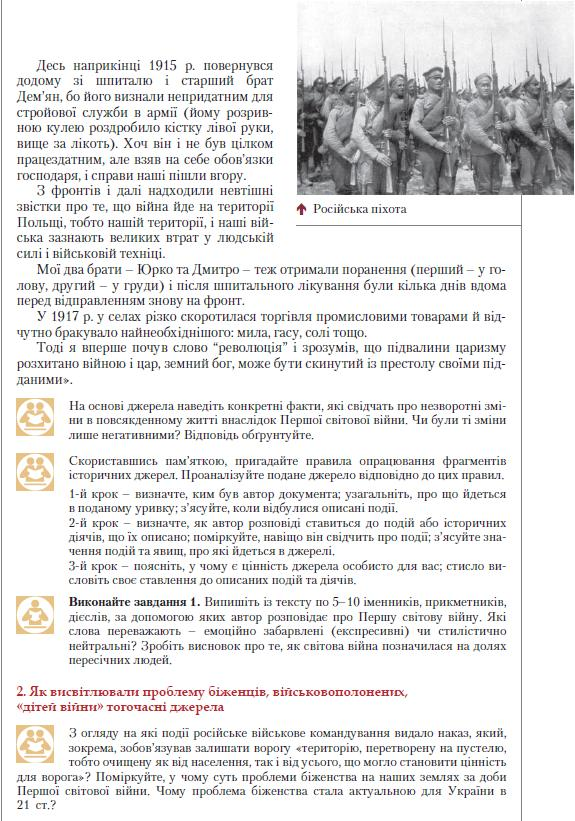 Десь наприкінці 1915 р. повернувся
додому зі шпиталю і старший брат
Дем’ян, бо його визнали непридатним для
стройової служби в армії (йому розрив-
ною кулею роздробило кістку лівої руки,
вище за лікоть). Хоч він і не був цілком
працездатним, але взяв на себе обов’язки
господаря, і справи наші пішли вгору.
З фронтів і далі надходили невтішні
звістки про те, що війна йде на території
Польщі, тобто нашій території, і наші вій-
ська зазнають великих втрат у людській
силі і військовій техніці.
Російська піхота
Мої два брати – Юрко та Дмитро – теж отримали поранення (перший – у го-
лову, другий – у груди) і після шпитального лікування були кілька днів вдома
перед відправленням знову на фронт.
У 1917 р. у селах різко скоротилася торгівля промисловими товарами й від-
чутно бракувало найнеобхіднішого: мила, гасу, солі тощо.
Тоді я вперше почув слово “революція” і зрозумів, що підвалини царизму
розхитано війною і цар, земний бог, може бути скинутий із престолу своїми під-
даними».
На основі джерела наведіть конкретні факти, які свідчать про незворотні змі-
ни в повсякденному житті внаслідок Першої світової війни. Чи були ті зміни
лише негативними? Відповідь обґрунтуйте.
Скориставшись пам’яткою, пригадайте правила опрацювання фрагментів
історичних джерел. Проаналізуйте подане джерело відповідно до цих правил.
1-й крок – визначте, ким був автор документа; узагальніть, про що йдеться
в поданому уривку; з’ясуйте, коли відбулися описані події.
2-й крок – визначте, як автор розповіді ставиться до подій або історичних
діячів, що їх описано; поміркуйте, навіщо він свідчить про події; з’ясуйте зна-
чення подій та явищ, про які йдеться в джерелі.
3-й крок – поясніть, у чому є цінність джерела особисто для вас; стисло ви-
словіть своє ставлення до описаних подій та діячів.
Виконайте завдання 1. Випишіть із тексту по 5–10 іменників, прикметників,
дієслів, за допомогою яких автор розповідає про Першу світову війну. Які
слова переважають – емоційно забарвлені (експресивні) чи стилістично
нейтральні? Зробіть висновок про те, як світова війна позначилася на долях
пересічних людей.
2. Як висвітлювали проблему біженців, військовополонених,
«дітей війни» тогочасні джерела
З огляду на які події російське військове командування видало наказ, який,
зокрема, зобов’язував залишати ворогу «територію, перетворену на пустелю,
тобто очищену як від населення, так і від усього, що могло становити цінність
для ворога»? Поміркуйте, у чому суть проблеми біженства на наших землях за доби
Першої світової війни. Чому проблема біженства стала актуальною для України в
21 ст.?